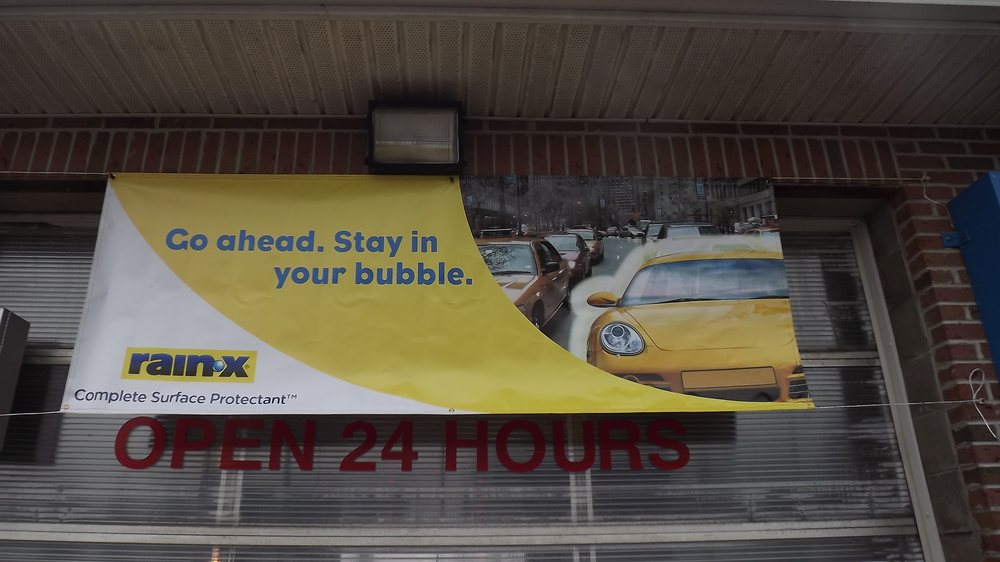 Go ahead. Stay in
your bubble.
rain-x
Complete Surface Protectant™
OPEN 24 HOURS